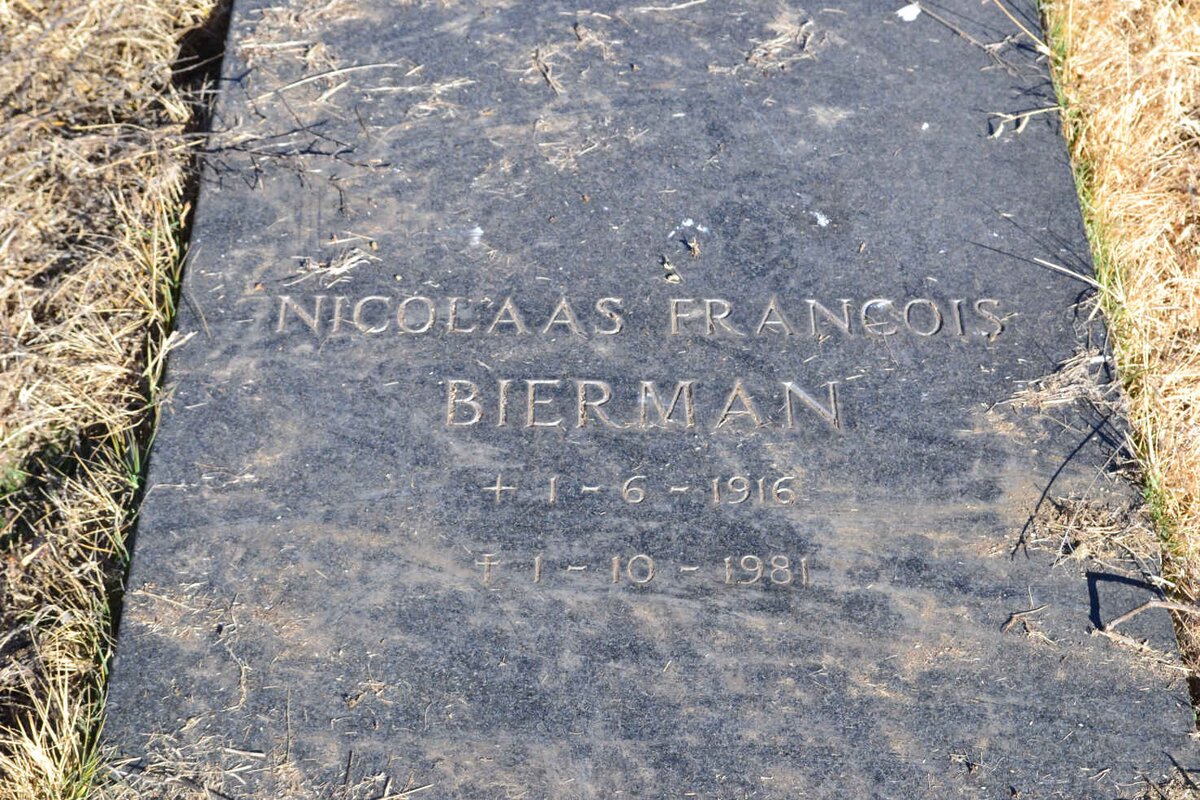 NICOLAAS FRANCOIS
BIERMAN
+ 1 - 6 - 1916
† 1 - 10 - 1981